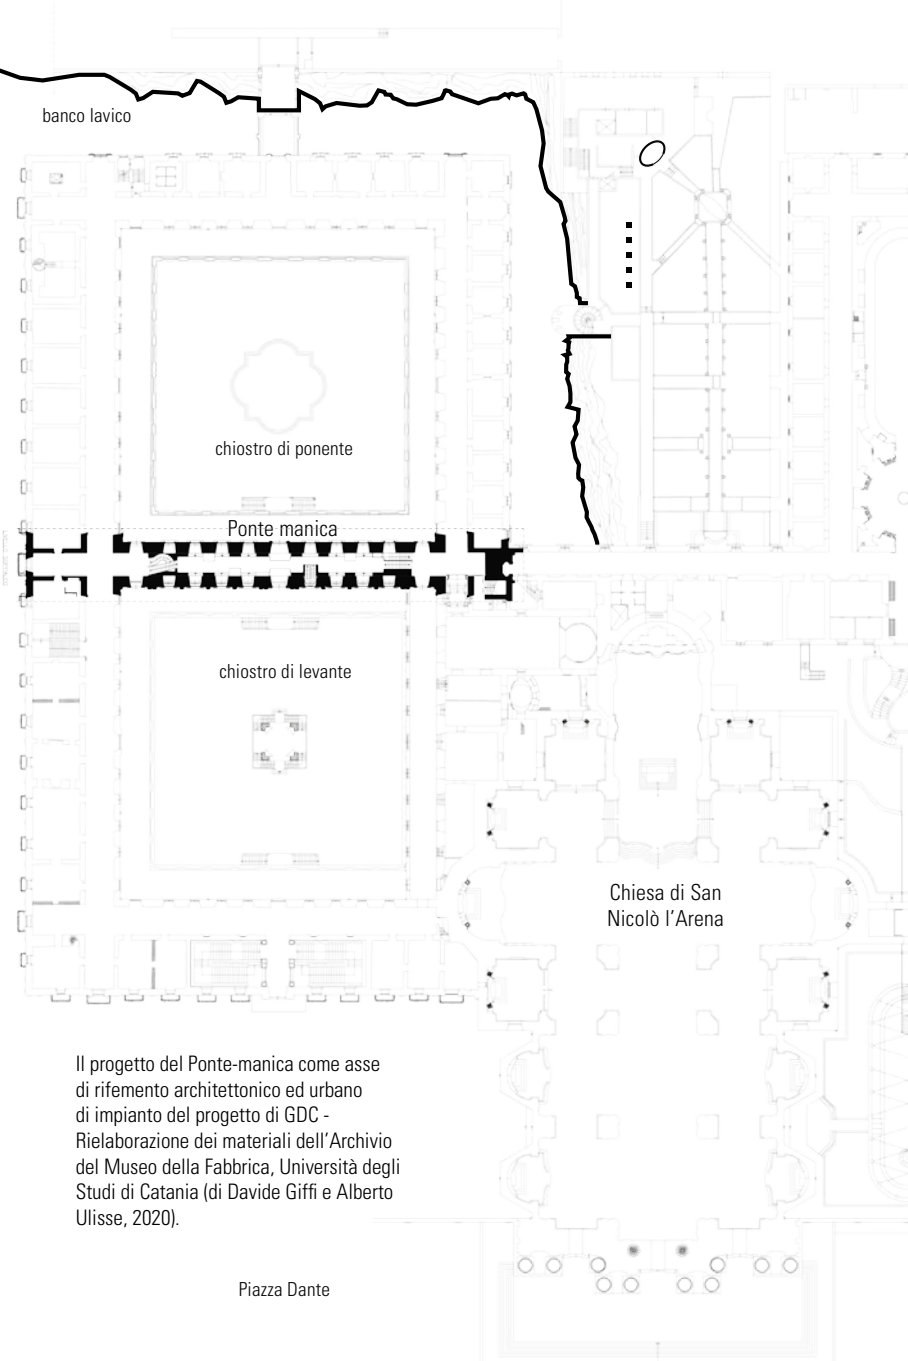 banco lavico
chiostro di ponente
Ponte manica
chiostro di levante
Chiesa di San
Nicolò l'Arena
Il progetto del Ponte-manica come asse
di rifemento architettonico ed urbano
di impianto del progetto di GDC -
Rielaborazione dei materiali dell'Archivio
del Museo della Fabbrica, Università degli
Studi di Catania (di Davide Giffi e Alberto
Ulisse, 2020).
Piazza Dante